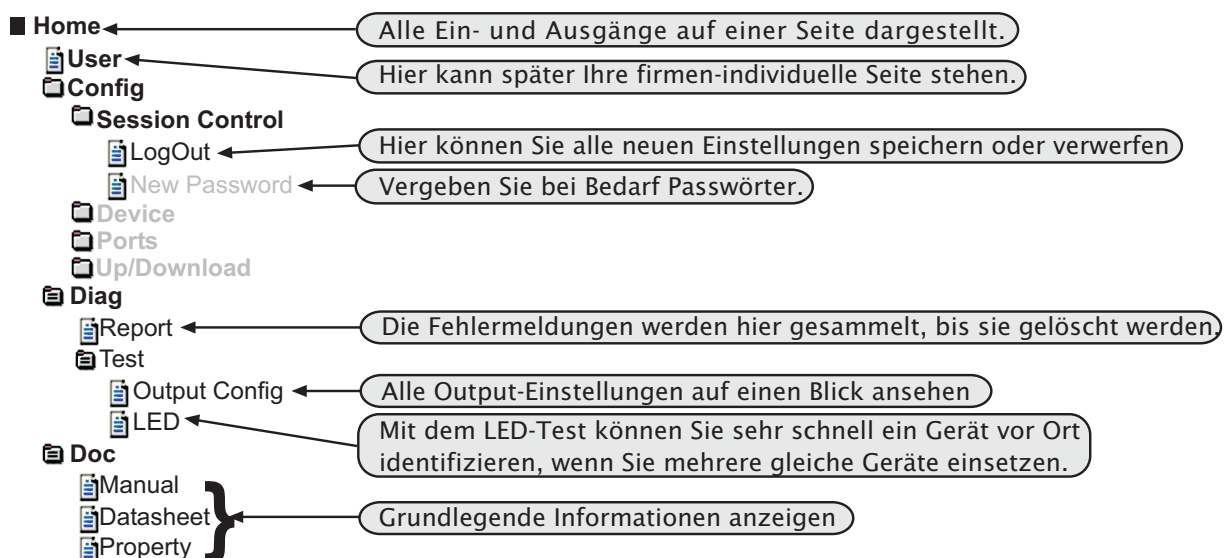 Home
Alle Ein- und Ausgänge auf einer Seite dargestellt.
User
Hier kann später Ihre firmen-individuelle Seite stehen.
Config
Session Control
LogOut
Hier können Sie alle neuen Einstellungen speichern oder verwerfen
New Password
Vergeben Sie bei Bedarf Passwörter.
Device
Ports
Up/Download
Diag
Report
Die Fehlermeldungen werden hier gesammelt, bis sie gelöscht werden.
Test
Output Config
Alle Output-Einstellungen auf einen Blick ansehen
LED
Mit dem LED-Test können Sie sehr schnell ein Gerät vor Ort
identifizieren, wenn Sie mehrere gleiche Geräte einsetzen.
Doc
Manual
Datasheet
Grundlegende Informationen anzeigen
Property